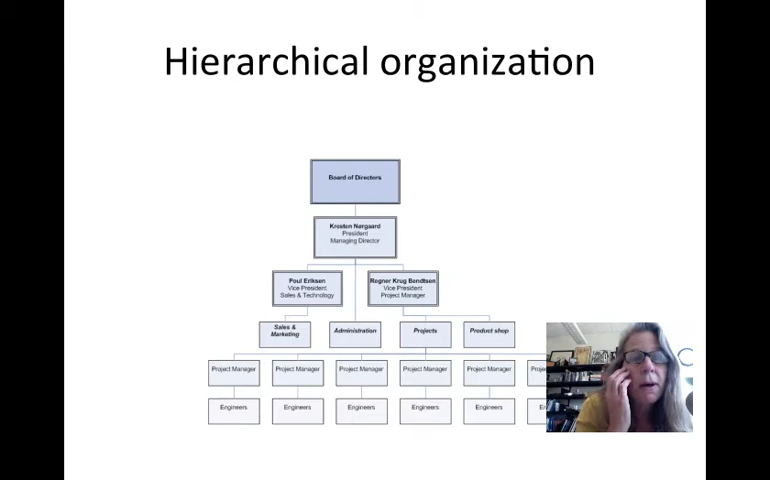 Hierarchical organization
Board of Directors
Krosten Nørgaard
President
Managing Director
Poul Eriksen
Vice President
Sales & Technology
Regner Krug Bendtsen
Vice President
Project Manager
Sales &
Marketing
Administration
Projects
Product shop
Project Manager
Project Manager
Project Manager
Project Manager
Project Manager
Engineers
Engineers
Engineers
Engineers
Engineers